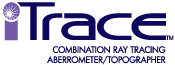 iTrace™
COMBINATION RAY TRACING
ABERROMETER/TOPOGRAPHER